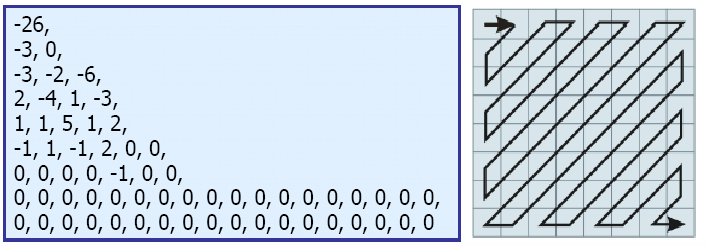 -26,
-3, 0,
-3, -2, -6,
2, -4, 1, -3,
1, 1, 5, 1, 2,
-1, 1, -1, 2, 0, 0,
0, 0, 0, 0, -1, 0, 0,
0, 0, 0, 0, 0, 0, 0, 0, 0, 0, 0, 0, 0, 0, 0, 0, 0, 0,
0, 0, 0, 0, 0, 0, 0, 0, 0, 0, 0, 0, 0, 0, 0, 0, 0, 0